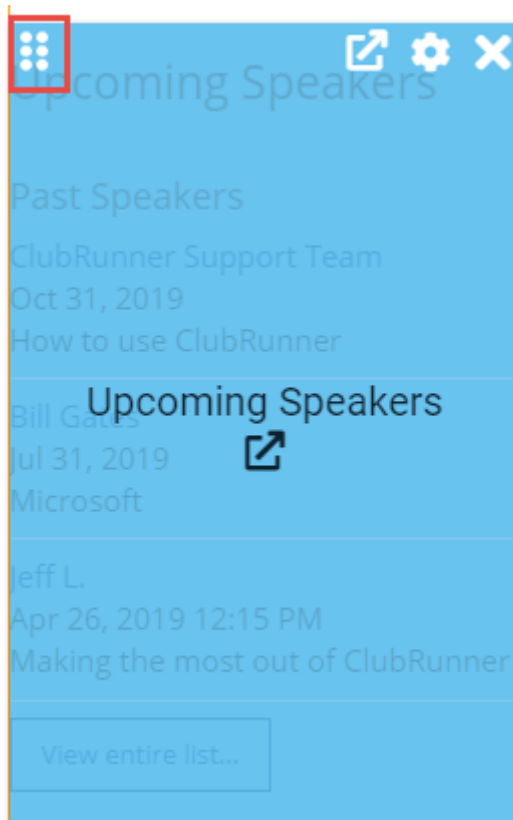 Upcoming Speakers
Past Speakers
ClubRunner Support Team
Oct 31, 2019
How to use ClubRunner
Upcoming Speakers
Bill Gates
Jul 31, 2019
Microsoft
Jeff L.
Apr 26, 2019 12:15 PM
Making the most out of ClubRunner
View entire list...